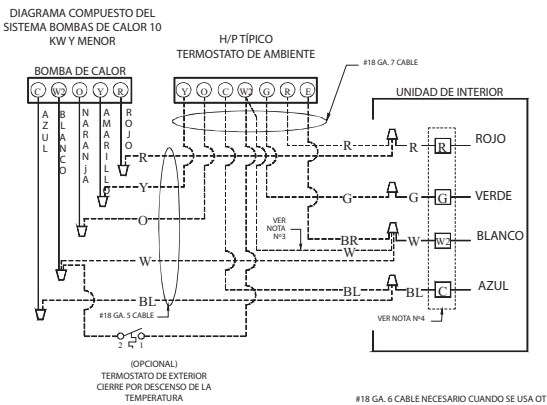 DIAGRAMA COMPUESTO DEL
SISTEMA BOMBAS DE CALOR 10
KW Y MENOR
H/P TÍPICO
TERMOSTATO DE AMBIENTE
#18 GA. 7 CABLE
BOMBA DE CALOR
C W2 O Y R
Y O C W2 G R E
UNIDAD DE INTERIOR
AZUL
BLANCO
NARANjA
AMARILLO
ROJO
R R R R ROJO
Y
G G G VERDE
O
VER
NOTA
Nº3
BR W W2 BLANCO
W
W
BL BL BL C AZUL
#18 GA. 5 CABLE
VER NOTA Nº4
2 1
(OPCIONAL)
TERMOSTATO DE EXTERIOR
CIERRE POR DESCENSO DE LA
TEMPERATURA
#18 GA. 6 CABLE NECESARIO CUANDO SE USA OT